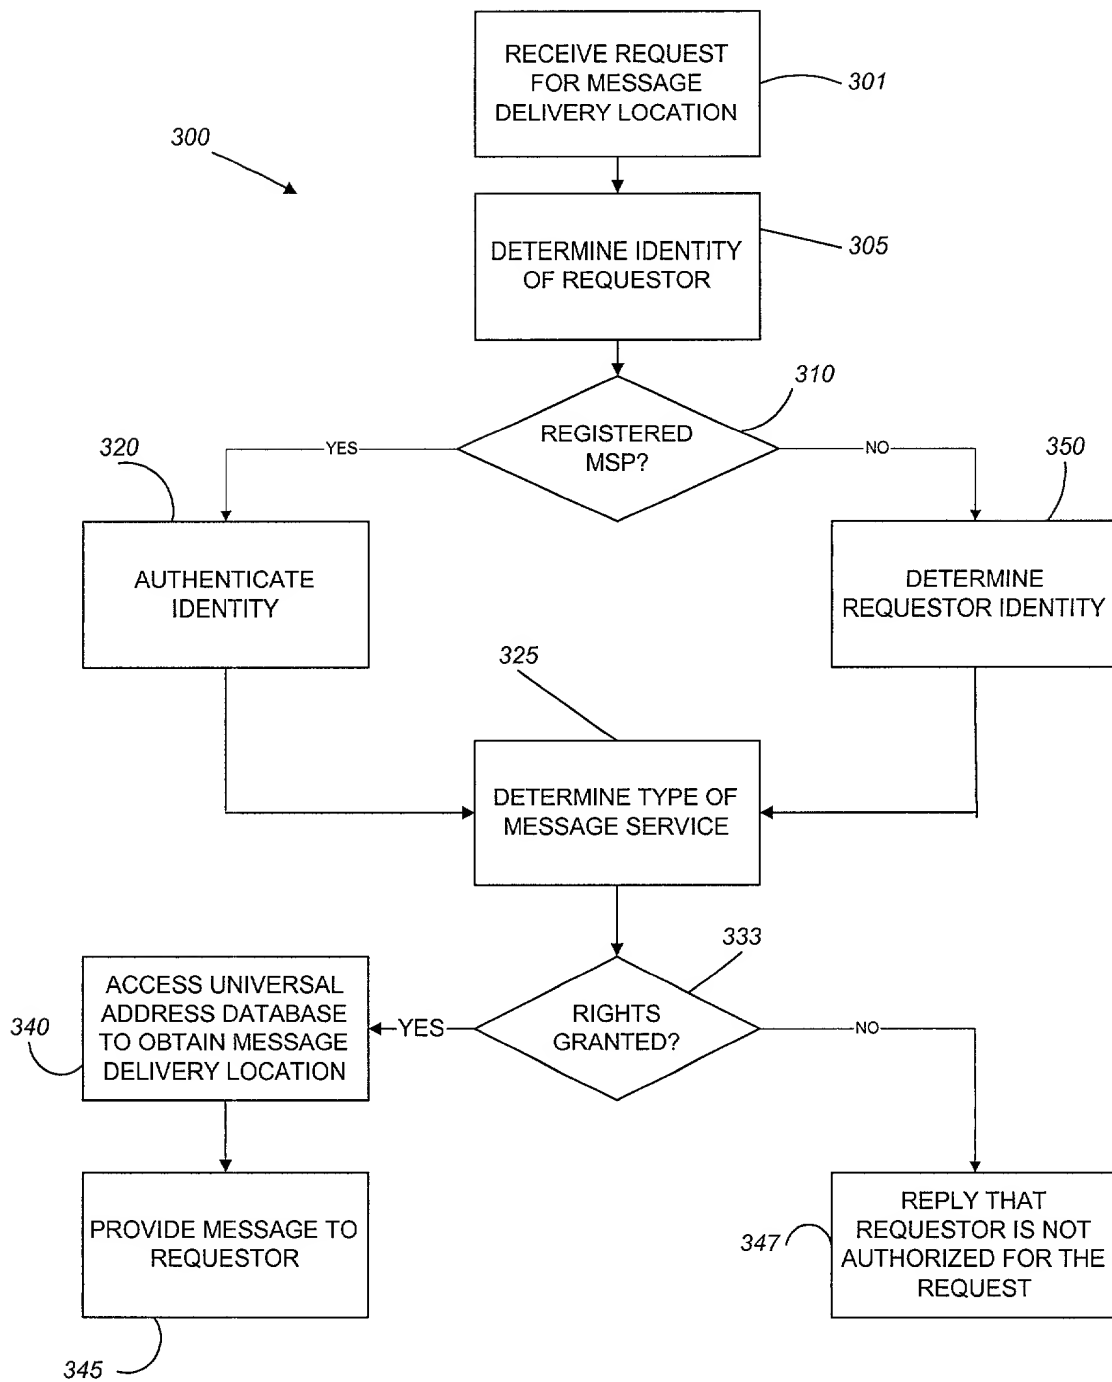 RECEIVE REQUEST
FOR MESSAGE
DELIVERY LOCATION
301
300
DETERMINE IDENTITY
OF REQUESTOR
305
310
REGISTERED
MSP?
YES
NO
320
350
AUTHENTICATE
IDENTITY
DETERMINE
REQUESTOR IDENTITY
325
DETERMINE TYPE OF
MESSAGE SERVICE
333
RIGHTS
GRANTED?
YES
NO
ACCESS UNIVERSAL
ADDRESS DATABASE
TO OBTAIN MESSAGE
DELIVERY LOCATION
340
PROVIDE MESSAGE TO
REQUESTOR
345
REPLY THAT
REQUESTOR IS NOT
AUTHORIZED FOR THE
REQUEST
347